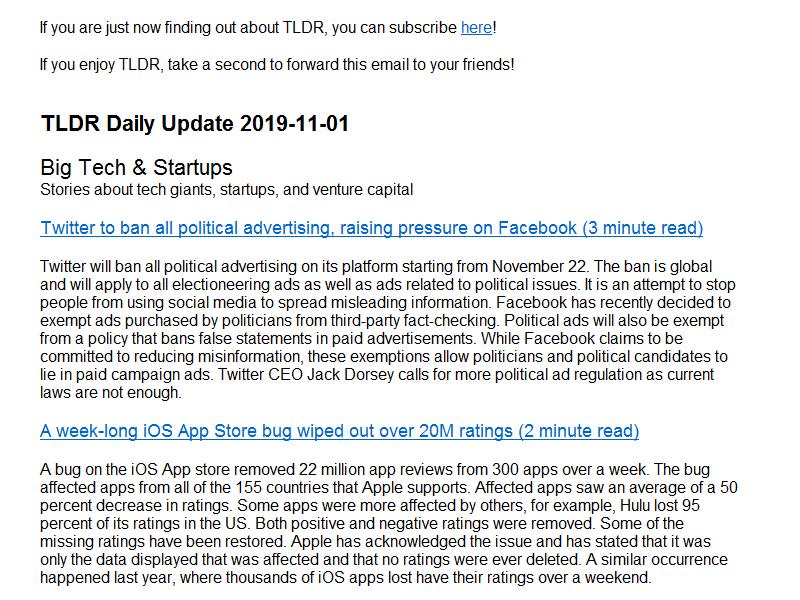 If you are just now finding out about TLDR, you can subscribe here!
If you enjoy TLDR, take a second to forward this email to your friends!
TLDR Daily Update 2019-11-01
Big Tech & Startups
Stories about tech giants, startups, and venture capital
Twitter to ban all political advertising, raising pressure on Facebook (3 minute read)
Twitter will ban all political advertising on its platform starting from November 22. The ban is global
and will apply to all electioneering ads as well as ads related to political issues. It is an attempt to stop
people from using social media to spread misleading information. Facebook has recently decided to
exempt ads purchased by politicians from third-party fact-checking. Political ads will also be exempt
from a policy that bans false statements in paid advertisements. While Facebook claims to be
committed to reducing misinformation, these exemptions allow politicians and political candidates to
lie in paid campaign ads. Twitter CEO Jack Dorsey calls for more political ad regulation as current
laws are not enough.
A week-long iOS App Store bug wiped out over 20M ratings (2 minute read)
A bug on the iOS App store removed 22 million app reviews from 300 apps over a week. The bug
affected apps from all of the 155 countries that Apple supports. Affected apps saw an average of a 50
percent decrease in ratings. Some apps were more affected by others, for example, Hulu lost 95
percent of its ratings in the US. Both positive and negative ratings were removed. Some of the
missing ratings have been restored. Apple has acknowledged the issue and has stated that it was
only the data displayed that was affected and that no ratings were ever deleted. A similar occurrence
happened last year, where thousands of iOS apps lost have their ratings over a weekend.